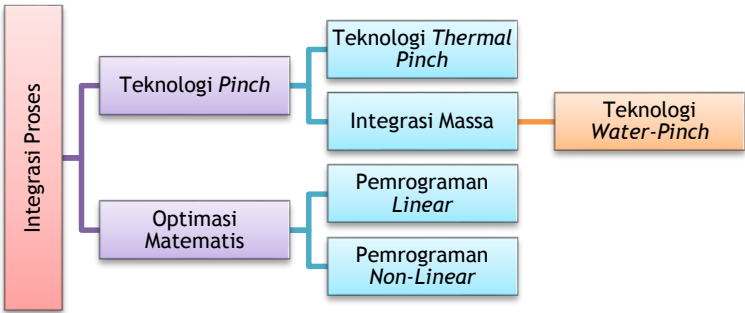 Integrasi Proses
Teknologi Pinch
Teknologi Thermal
Pinch
Integrasi Massa
Teknologi
Water-Pinch
Optimasi
Matematis
Pemrograman
Linear
Pemrograman
Non-Linear